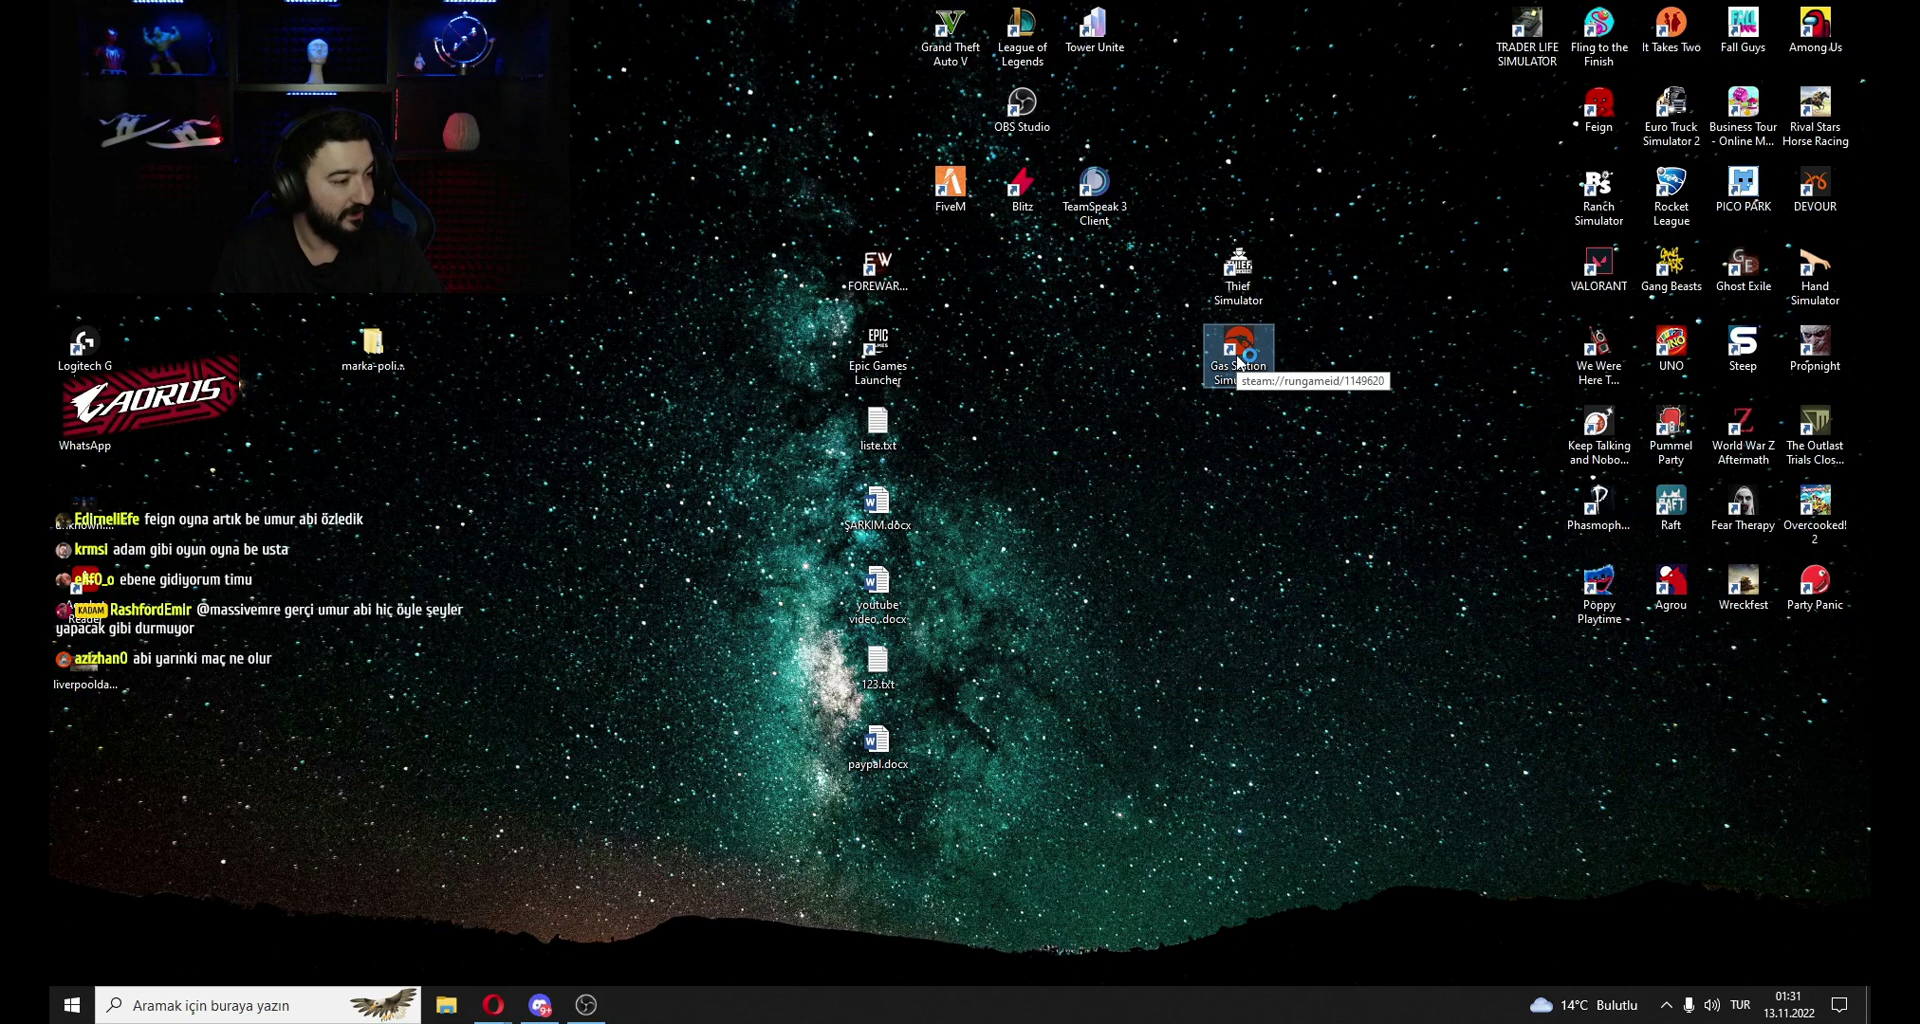 Grand Theft
Auto V
League of
Legends
Tower Unite
TRADER LIFE
SIMULATOR
Fling to the
Finish
It Takes Two
Fall Guys
Among Us
OBS Studio
Feign
Euro Truck
Simulator 2
Business Tour
- Online M...
Rival Stars
Horse Racing
FiveM
Blitz
TeamSpeak 3
Client
Ranch
Simulator
Rocket
League
PICO PARK
DEVOUR
FOREWAR...
Thief
Simulator
VALORANT
Gang Beasts
Ghost Exile
Hand
Simulator
Logitech G
marka-poli...
EPIC
GAMES
Epic Games
Launcher
steam://rungameid/1149620
We Were
Here T...
UNO
Steep
Propnight
AORUS
WhatsApp
liste.txt
Keep Talking
and Nobo...
Pummel
Party
World War Z
Aftermath
The Outlast
Trials Clos...
EdirneliEfe feign oyna artık be umur abi özledik
ŞARKIM.docx
Phasmoph...
Raft
Fear Therapy
Overcooked!
2
krmsl adam gibi oyun oyna be usta
elif0_o ebene gidiyorum timu
KADAM RashfordEmir @massivemre gerçi umur abi hiç öyle şeyler
yapacak gibi durmuyor
Reader
youtube
video..docx
Poppy
Playtime
Agrou
Wreckfest
Party Panic
azizhan0 abi yarınki maç ne olur
liverpoolda...
123.txt
paypal.docx
Aramak için buraya yazın
9+
14°C Bulutlu
TUR
01:31
13.11.2022